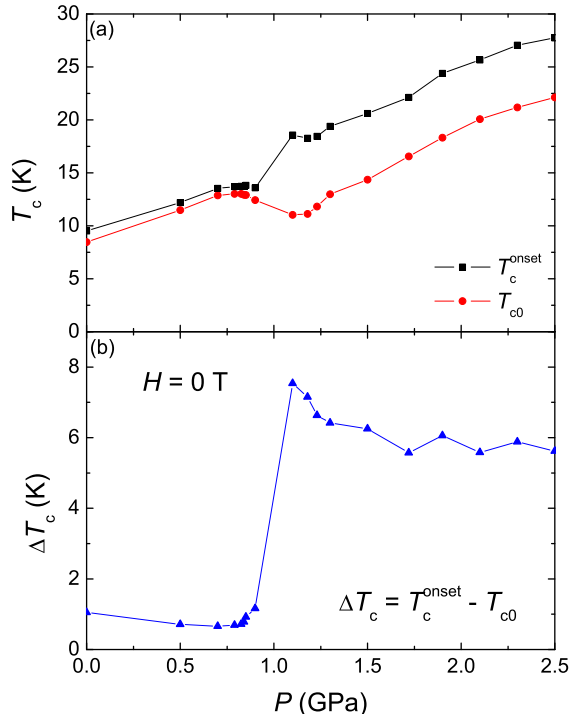 (a)
30
25
20
15
10
5
0
T_c (K)
T_c^onset
T_c0
(b)
H = 0 T
8
6
4
2
0
ΔT_c (K)
ΔT_c = T_c^onset - T_c0
0.0 0.5 1.0 1.5 2.0 2.5
P (GPa)